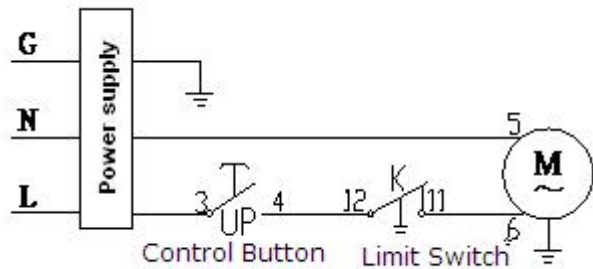 G
N
L
Power supply
3
UP
4
12
K
11
5
M
~
6
Control Button
Limit Switch